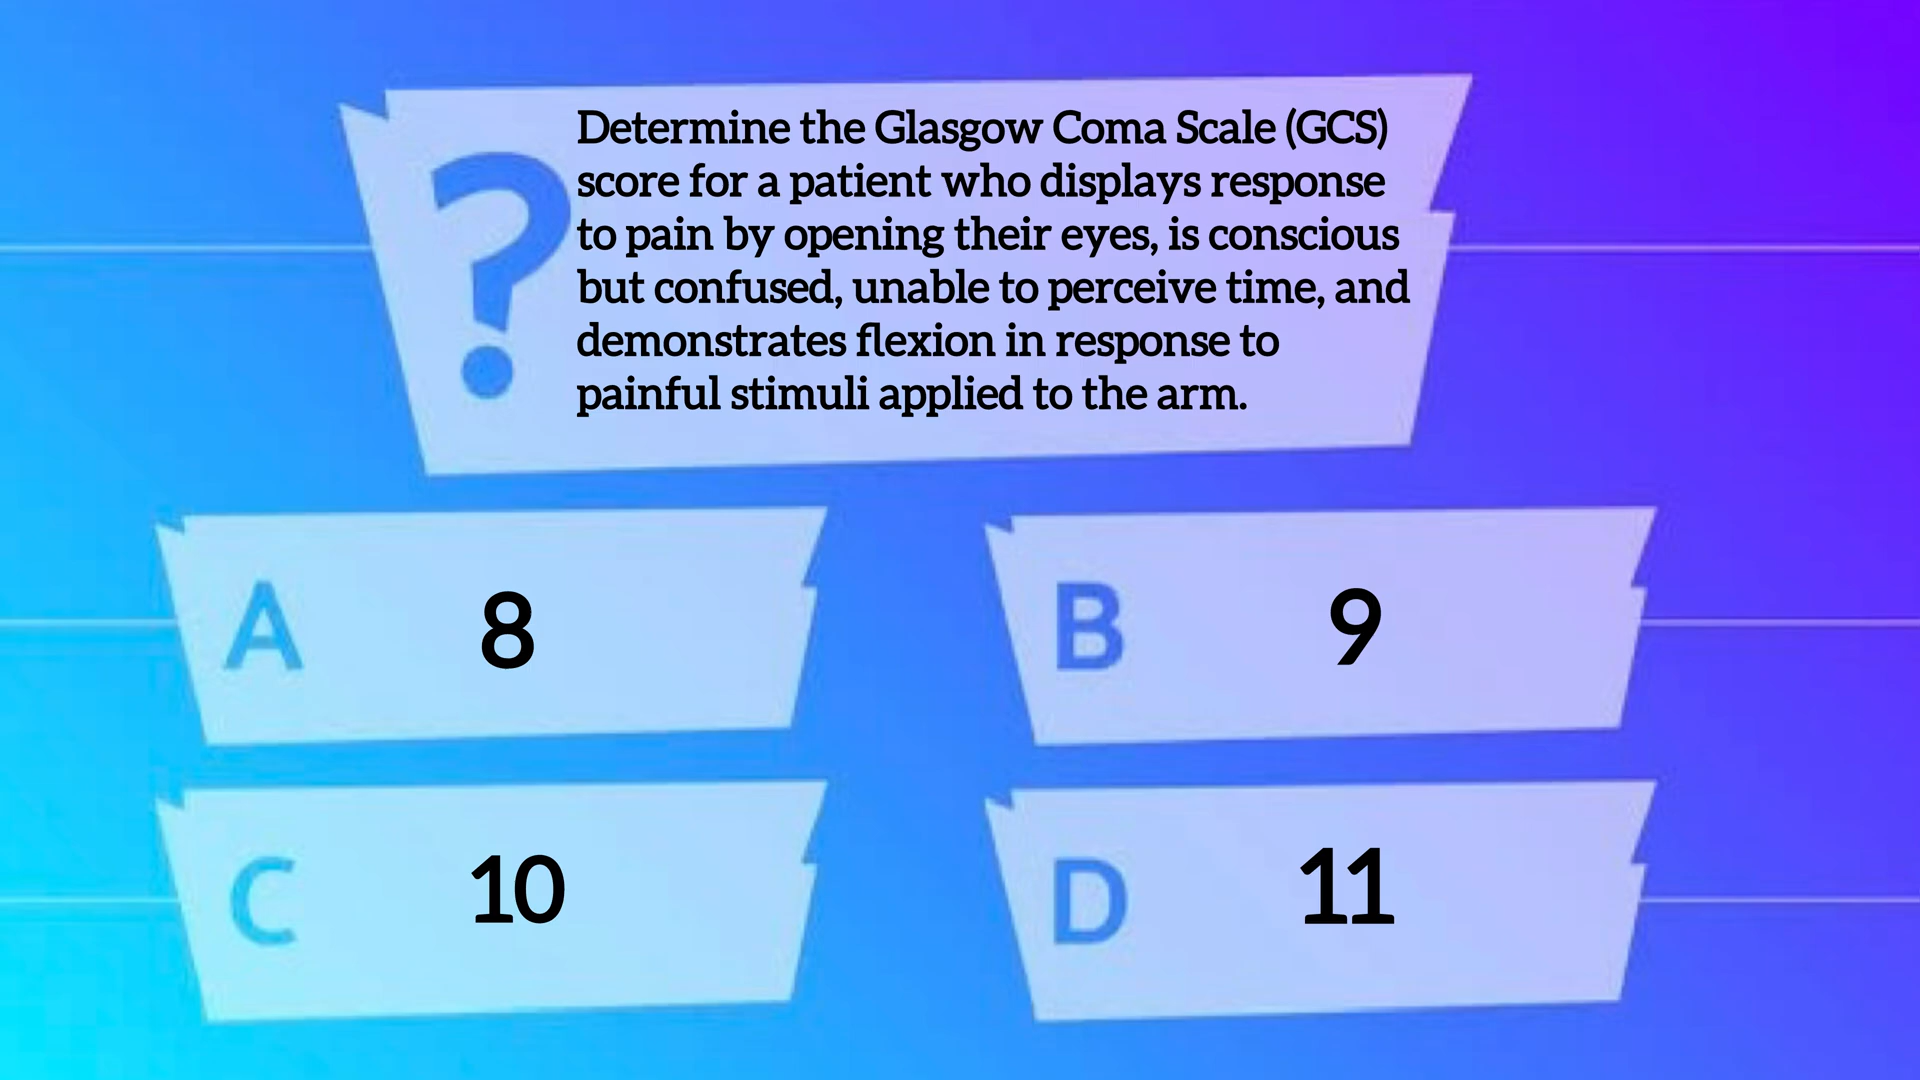 ?
Determine the Glasgow Coma Scale (GCS)
score for a patient who displays response
to pain by opening their eyes, is conscious
but confused, unable to perceive time, and
demonstrates flexion in response to
painful stimuli applied to the arm.
A 8
B 9
C 10
D 11